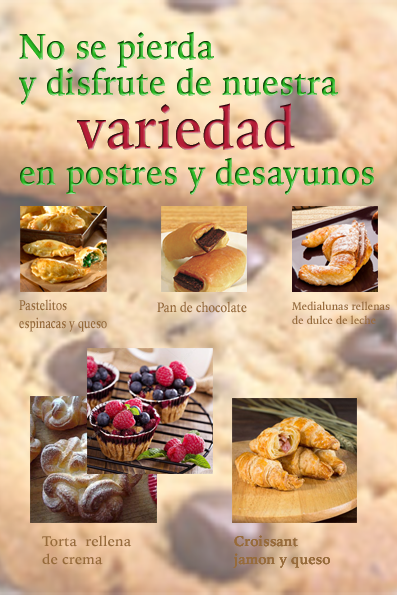 No se pierda
y disfrute de nuestra
variedad
en postres y desayunos
Pastelitos
espinacas y queso
Pan de chocolate
Medialunas rellenas
de dulce de leche
Torta rellena
de crema
Croissant
jamon y queso